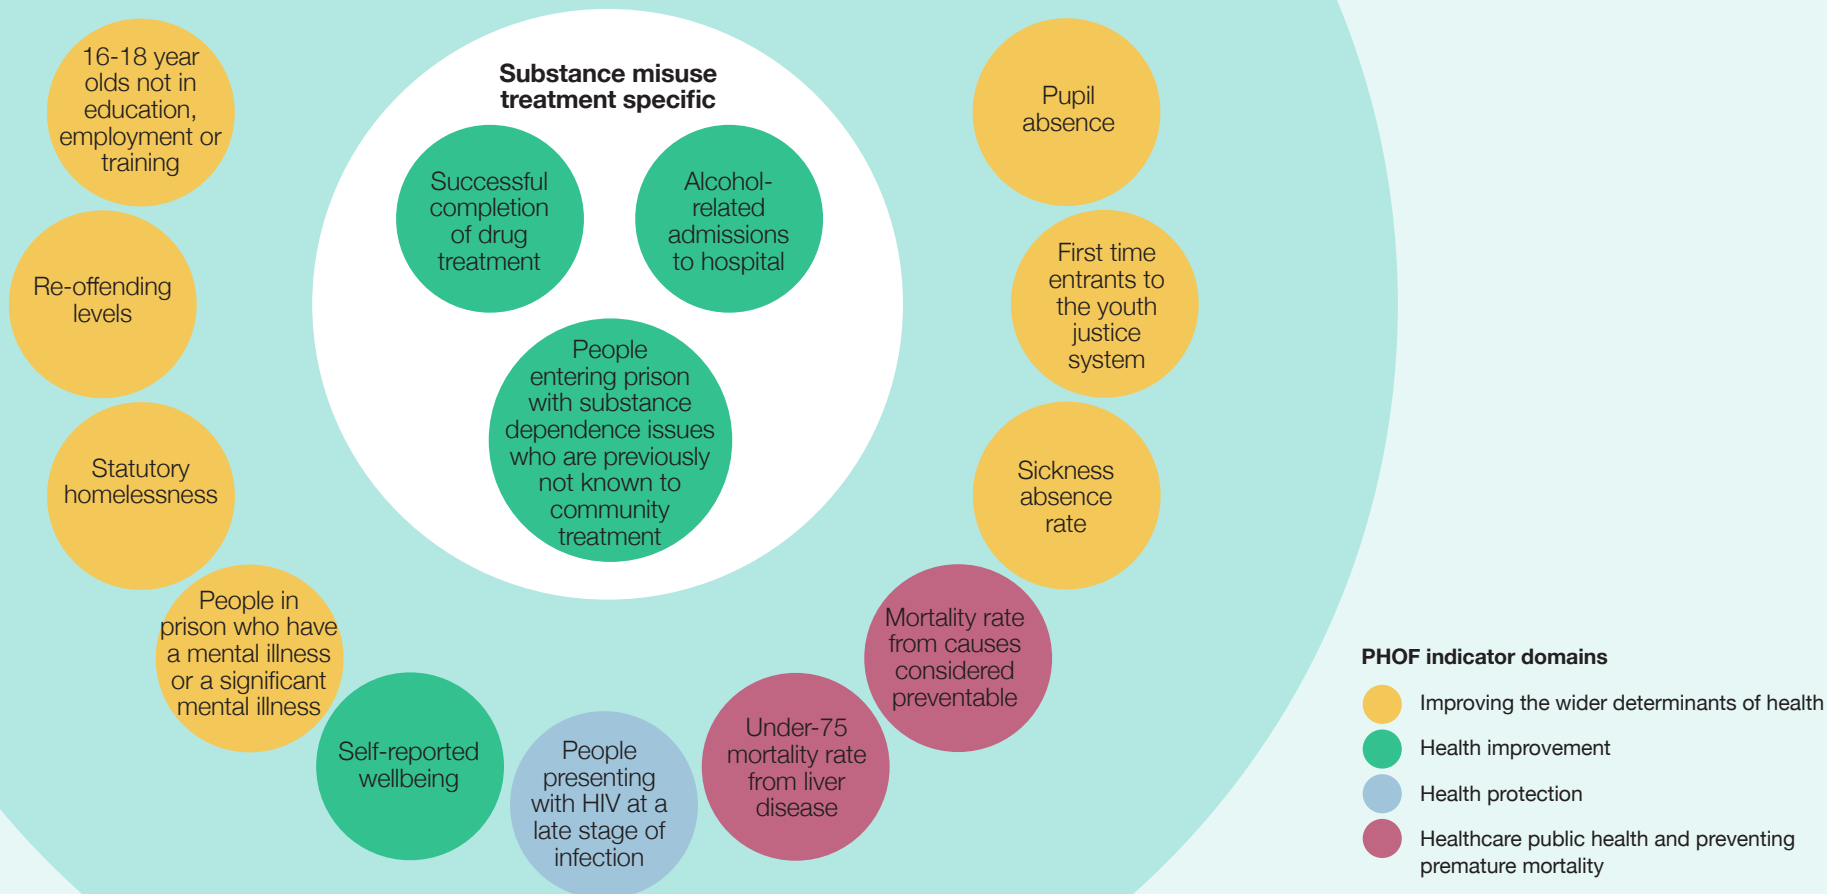 16-18 year
olds not in
education,
employment or
training
Re-offending
levels
Statutory
homelessness
People in
prison who have
a mental illness
or a significant
mental illness
Self-reported
wellbeing
People
presenting
with HIV at a
late stage of
infection
Under-75
mortality rate
from liver
disease
Mortality rate
from causes
considered
preventable
Sickness
absence
rate
First time
entrants to
the youth
justice
system
Pupil
absence
Substance misuse
treatment specific
Successful
completion
of drug
treatment
Alcohol-
related
admissions
to hospital
People
entering prison
with substance
dependence issues
who are previously
not known to
community
treatment
PHOF indicator domains
Improving the wider determinants of health
Health improvement
Health protection
Healthcare public health and preventing
premature mortality